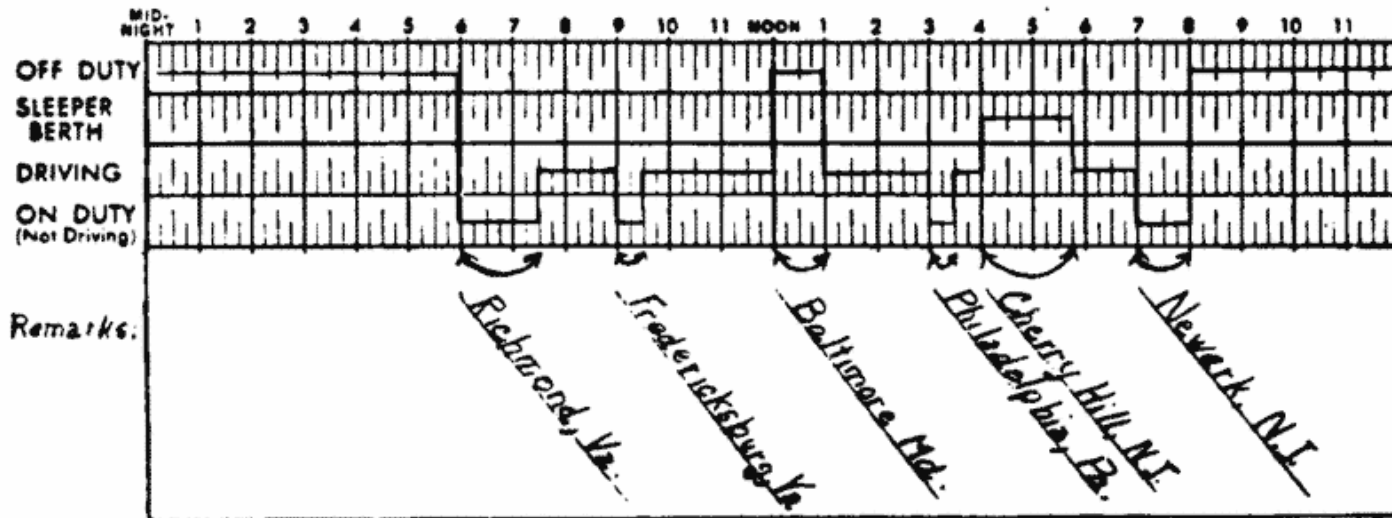 MID-NIGHT 1 2 3 4 5 6 7 8 9 10 11 NOON 1 2 3 4 5 6 7 8 9 10 11
OFF DUTY
SLEEPER
BERTH
DRIVING
ON DUTY
(Not Driving)
Remarks:
Richmond, Va.
Fredericksburg, Va
Baltimore Md.
Philadelphia, Pa.
Cherry Hill, N.J.
Newark, N.J.